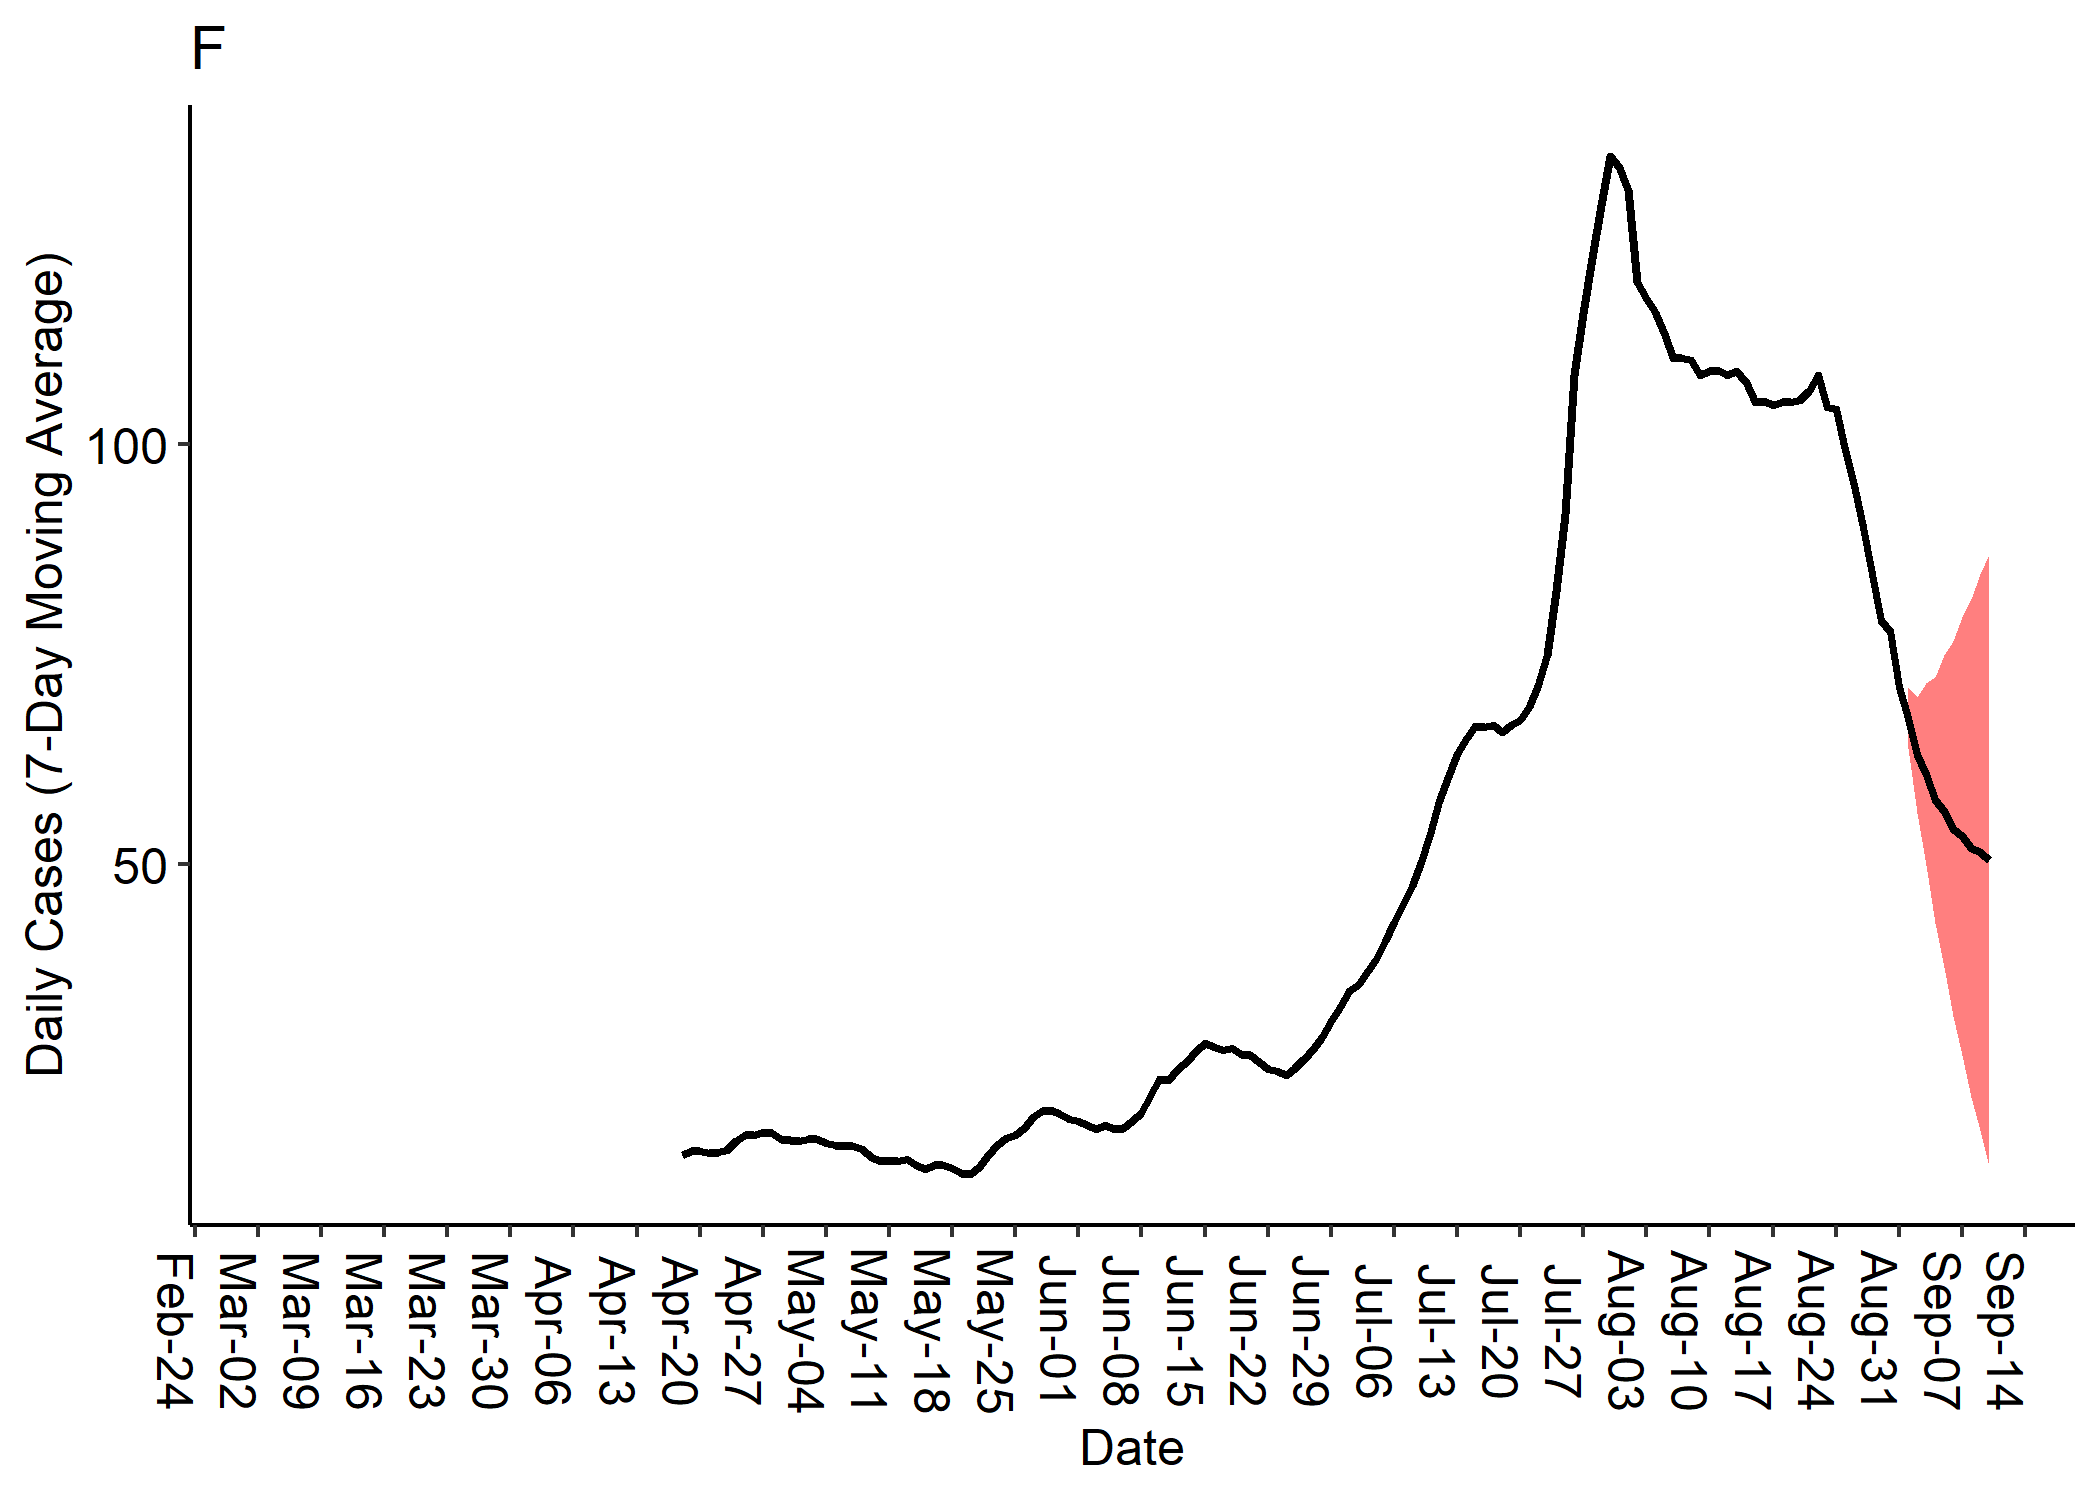 F
Daily Cases (7-Day Moving Average)
100
50
Feb-24
Mar-02
Mar-09
Mar-16
Mar-23
Mar-30
Apr-06
Apr-13
Apr-20
Apr-27
May-04
May-11
May-18
May-25
Jun-01
Jun-08
Jun-15
Jun-22
Jun-29
Jul-06
Jul-13
Jul-20
Jul-27
Aug-03
Aug-10
Aug-17
Aug-24
Aug-31
Sep-07
Sep-14
Date